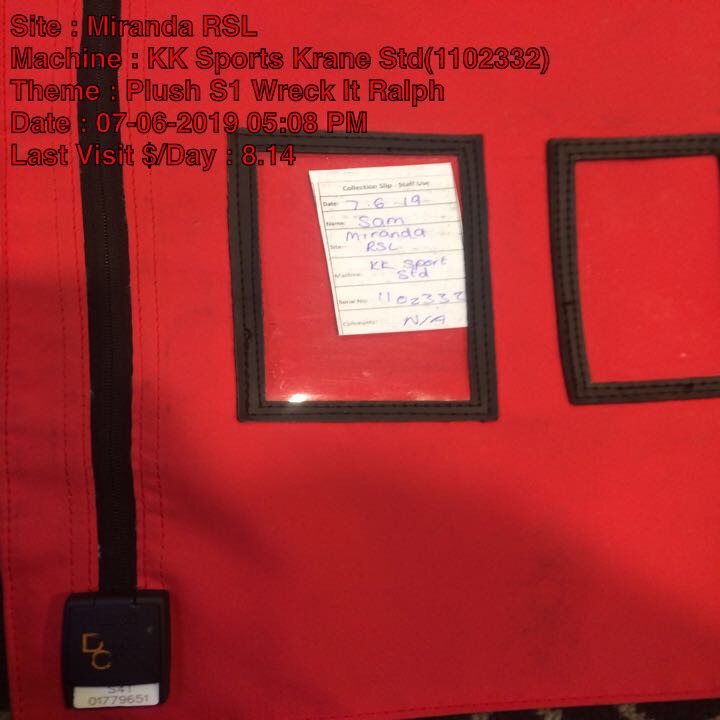 Site : Miranda RSL
Machine : KK Sports Krane Std(1102332)
Theme : Plush S1 Wreck It Ralph
Date : 07-06-2019 05:08 PM
Last Visit $/Day : 8.14
Collection Slip - Staff Use
Date: 7.6.19
Name: Sam
Miranda
Site: RSL
KK Sport
Machine: Std
Serial No: 1102332
Comments: N/A
DC
S41
01779651